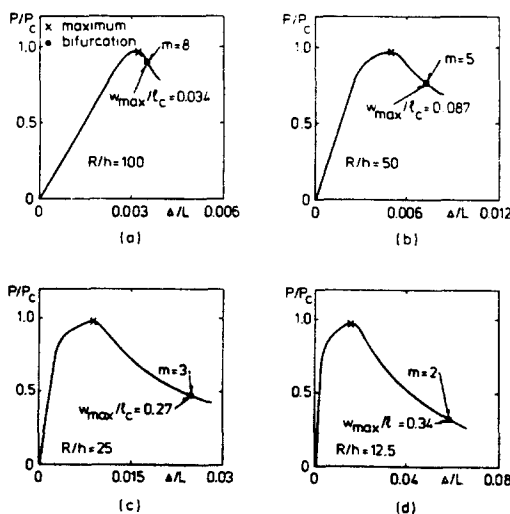 P/Pc
× maximum
■ bifurcation
m=8
1.0
wmax/ℓc=0.034
0.5
R/h=100
0
0 0.003 Δ/L 0.006
(a)
P/Pc
m=5
1.0
wmax/ℓc=0.087
0.5
R/h=50
0
0 0.006 Δ/L 0.012
(b)
P/Pc
1.0
m=3
0.5
wmax/ℓc=0.27
R/h=25
0
0 0.015 Δ/L 0.03
(c)
P/Pc
1.0
m=2
0.5
wmax/ℓ=0.34
R/h=12.5
0
0 0.04 Δ/L 0.08
(d)